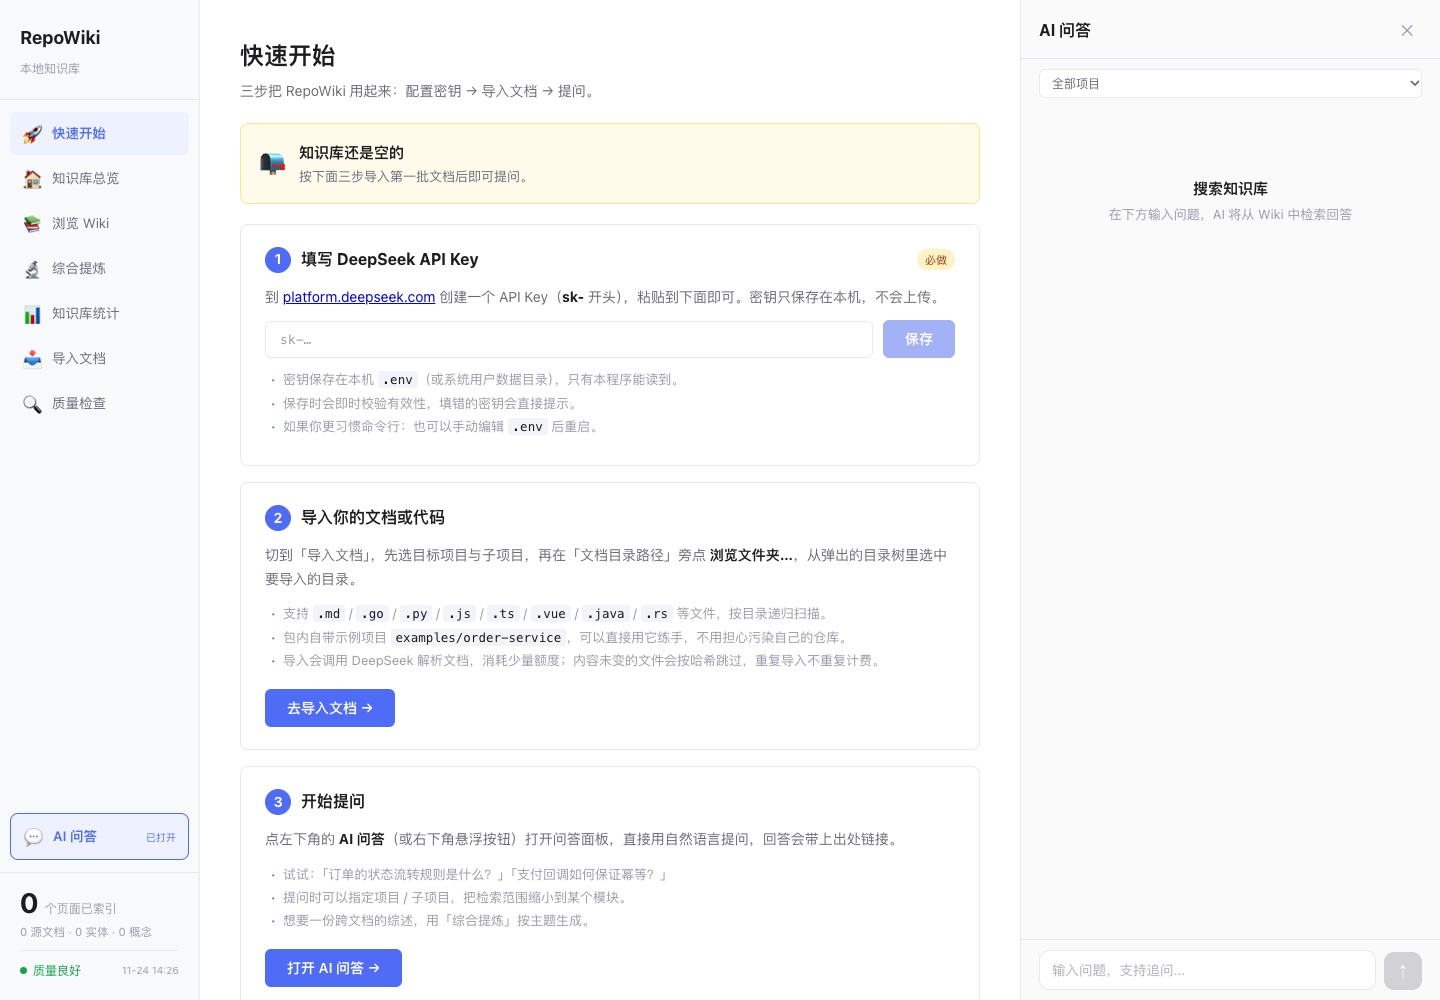 RepoWiki
本地知识库
快速开始
知识库总览
浏览 Wiki
综合提炼
知识库统计
导入文档
质量检查
AI 问答 已打开
0 个页面已索引
0 源文档 · 0 实体 · 0 概念
质量良好 11-24 14:26
快速开始
三步把 RepoWiki 用起来：配置密钥 → 导入文档 → 提问。
知识库还是空的
按下面三步导入第一批文档后即可提问。
1 填写 DeepSeek API Key 必做
到 platform.deepseek.com 创建一个 API Key（sk- 开头），粘贴到下面即可。密钥只保存在本机，不会上传。
sk-… 保存
· 密钥保存在本机 .env（或系统用户数据目录），只有本程序能读到。
· 保存时会即时校验有效性，填错的密钥会直接提示。
· 如果你更习惯命令行：也可以手动编辑 .env 后重启。
2 导入你的文档或代码
切到「导入文档」，先选目标项目与子项目，再在「文档目录路径」旁点 浏览文件夹…，从弹出的目录树里选中
要导入的目录。
· 支持 .md / .go / .py / .js / .ts / .vue / .java / .rs 等文件，按目录递归扫描。
· 包内自带示例项目 examples/order-service，可以直接用它练手，不用担心污染自己的仓库。
· 导入会调用 DeepSeek 解析文档，消耗少量额度；内容未变的文件会按哈希跳过，重复导入不重复计费。
去导入文档 →
3 开始提问
点左下角的 AI 问答（或右下角悬浮按钮）打开问答面板，直接用自然语言提问，回答会带上出处链接。
· 试试：「订单的状态流转规则是什么？」「支付回调如何保证幂等？」
· 提问时可以指定项目 / 子项目，把检索范围缩小到某个模块。
· 想要一份跨文档的综述，用「综合提炼」按主题生成。
打开 AI 问答 →
AI 问答 ×
全部项目
搜索知识库
在下方输入问题，AI 将从 Wiki 中检索回答
输入问题，支持追问... ↑